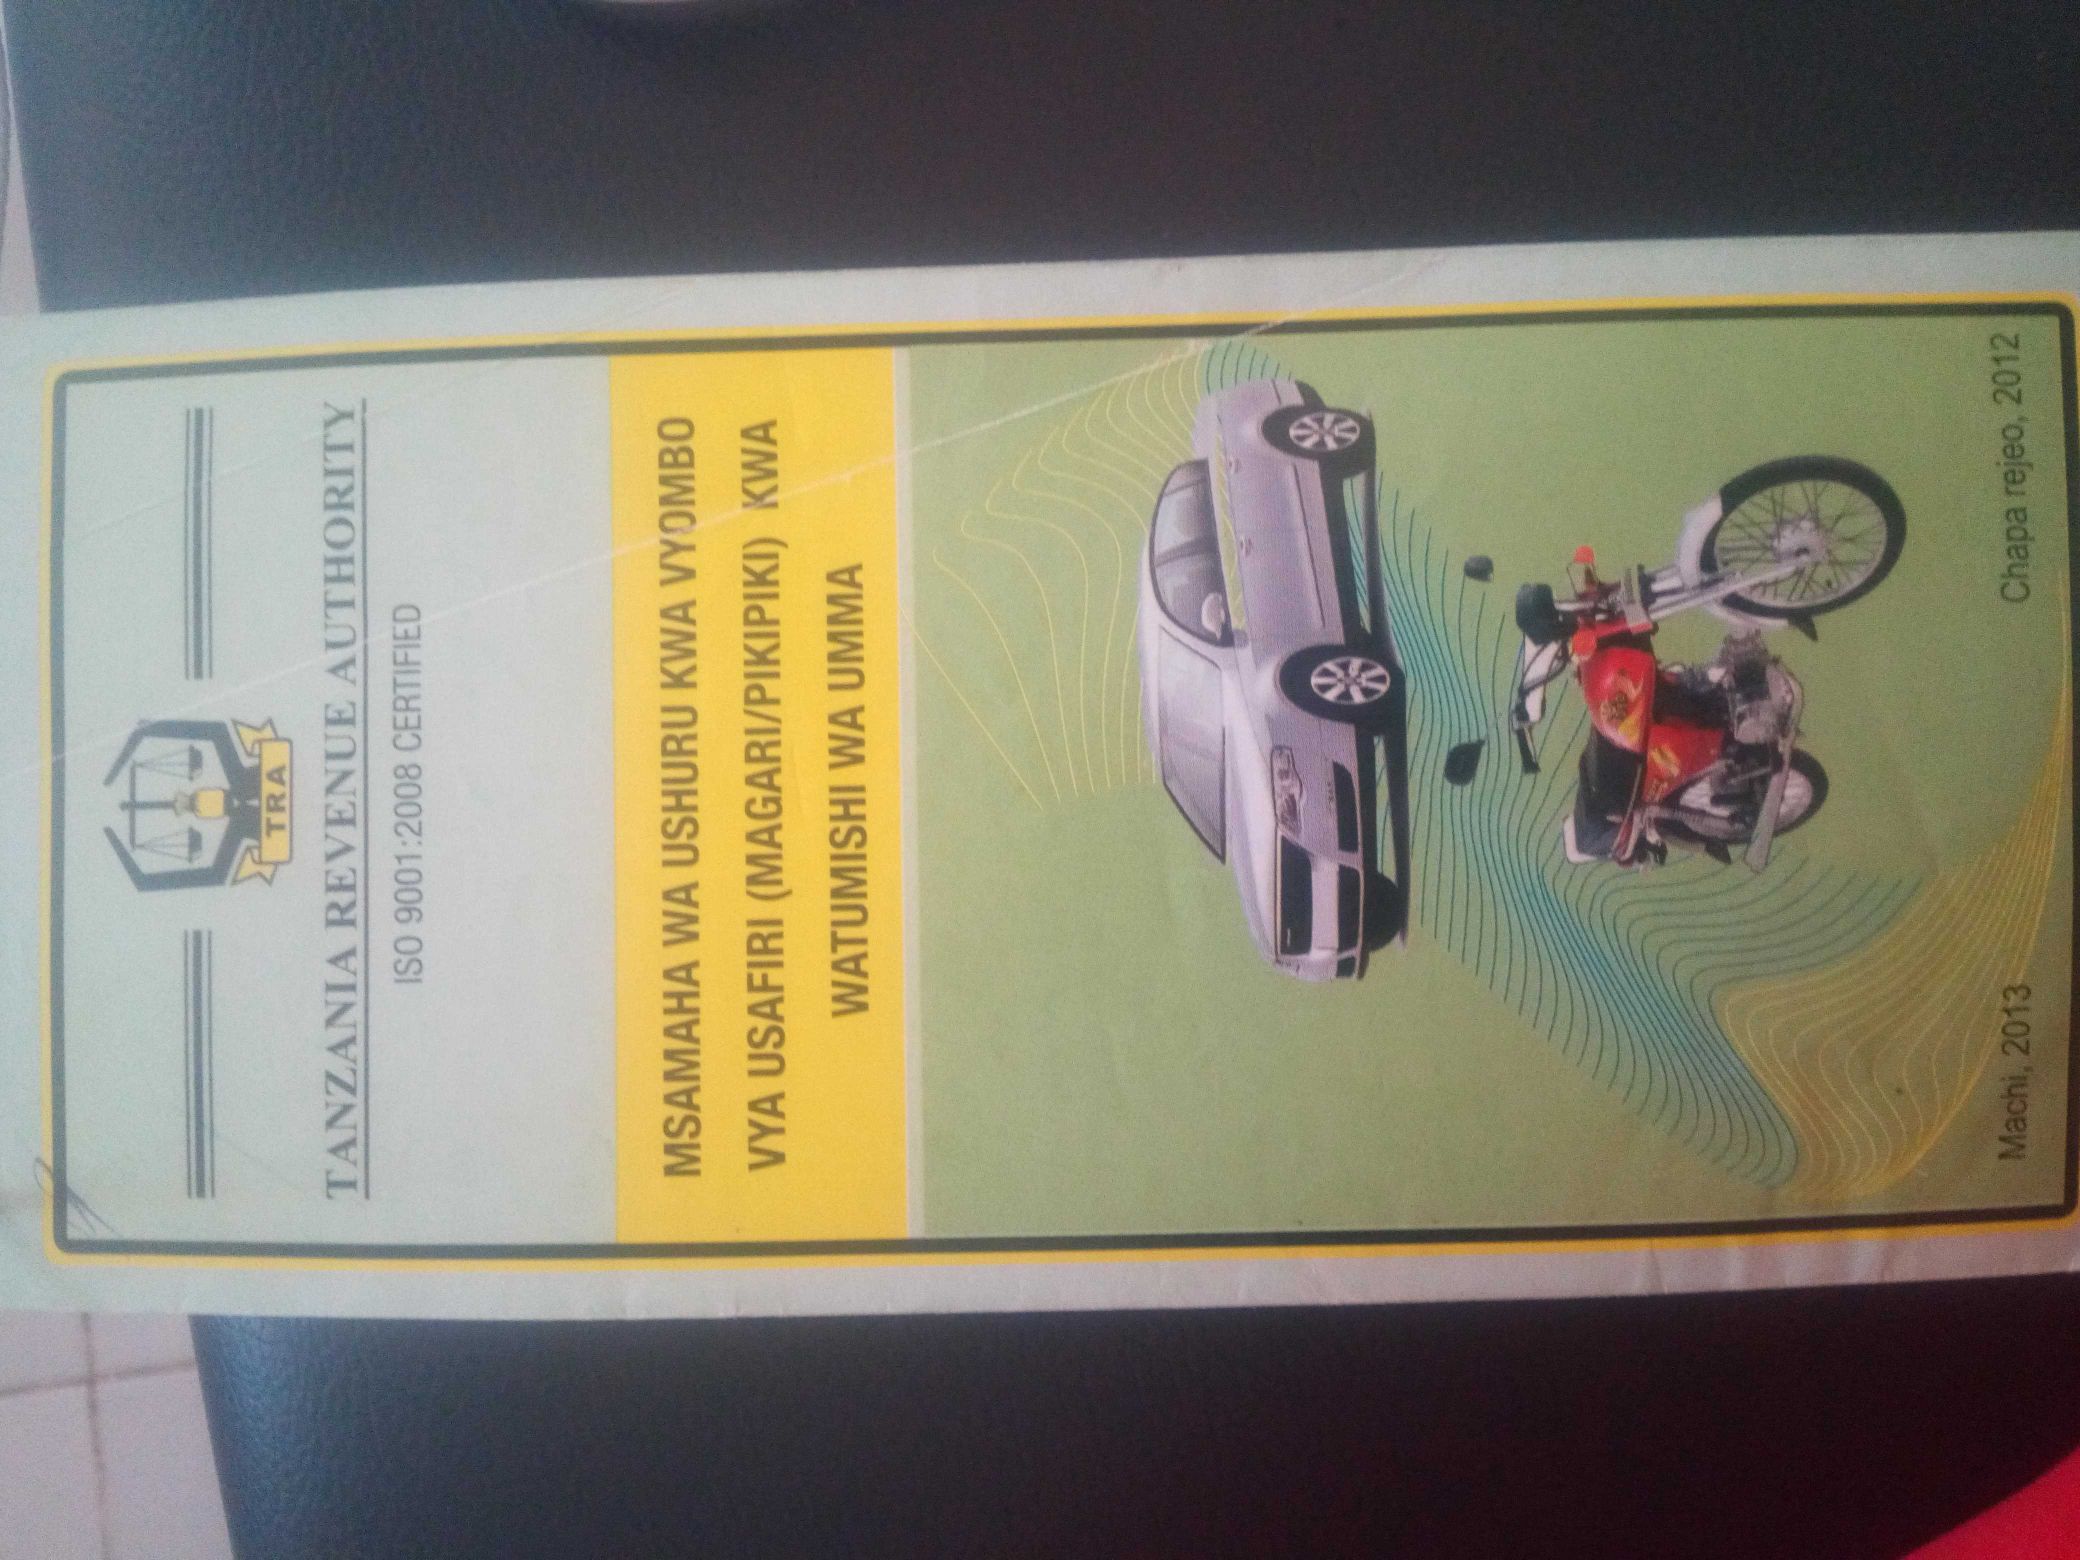 TRA
TANZANIA REVENUE AUTHORITY
ISO 9001:2008 CERTIFIED
MSAMAHA WA USHURU KWA VYOMBO
VYA USAFIRI (MAGARI/PIKIPIKI) KWA
WATUMISHI WA UMMA
Machi, 2013 Chapa rejeo, 2012